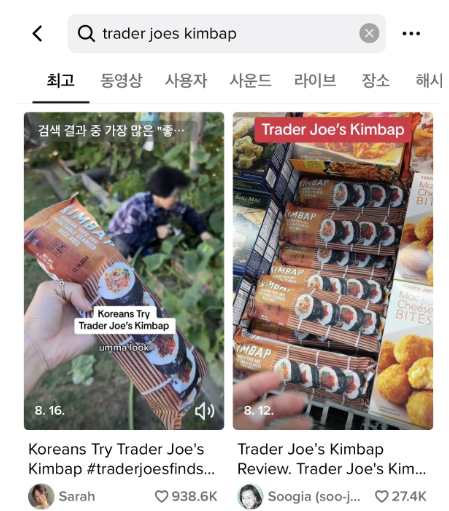 trader joes kimbap
최고 동영상 사용자 사운드 라이브 장소 해시
검색 결과 중 가장 많은 "좋…
KIMBAP
Koreans Try
Trader Joe's Kimbap
umma look
8. 16.
Trader Joe's Kimbap
KIMBAP
KIMBAP
BITES
Cheese
BITES
8. 12.
Koreans Try Trader Joe's
Kimbap #traderjoesfinds...
Sarah 938.6K
Trader Joe's Kimbap
Review. Trader Joe's Kim...
Soogia (soo-j... 27.4K